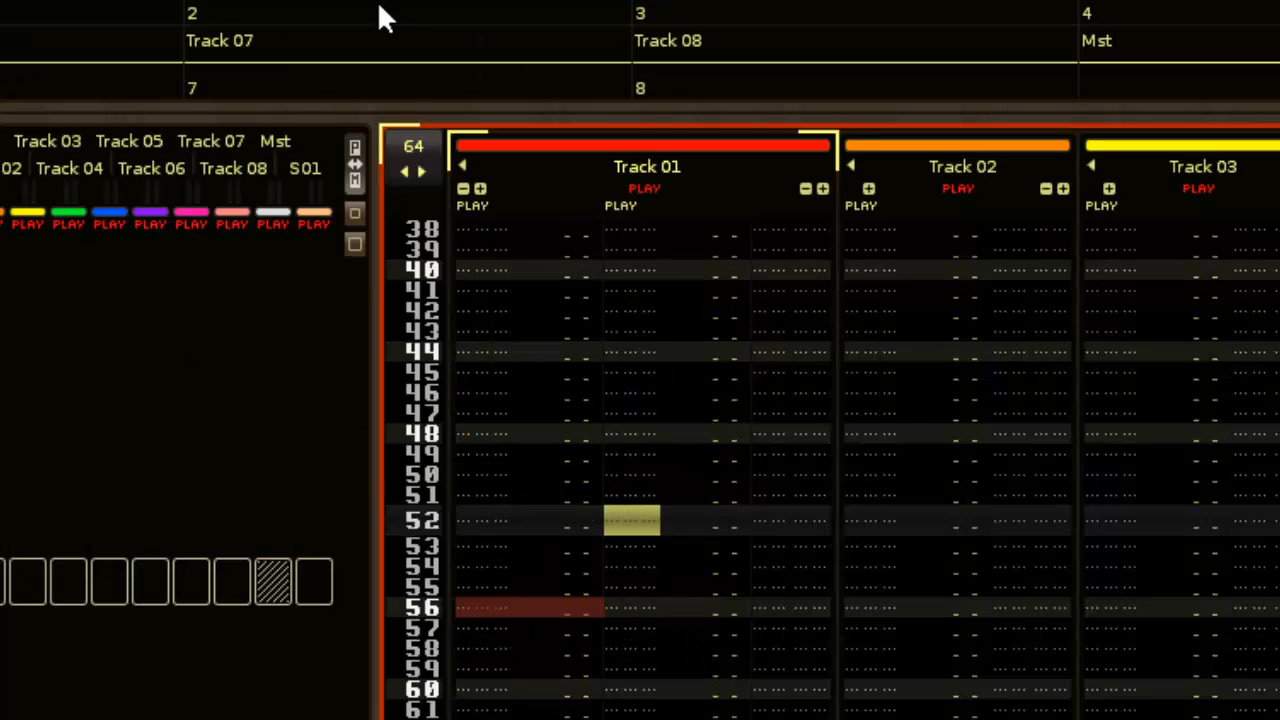 2 3 4
Track 07 Track 08 Mst
7 8
Track 03 Track 05 Track 07 Mst
02 Track 04 Track 06 Track 08 S01
PLAY PLAY PLAY PLAY PLAY PLAY PLAY PLAY
P
M
64
Track 01 Track 02 Track 03
PLAY PLAY PLAY
PLAY PLAY PLAY PLAY
38
39
40
41
42
43
44
45
46
47
48
49
50
51
52
53
54
55
56
57
58
59
60
61